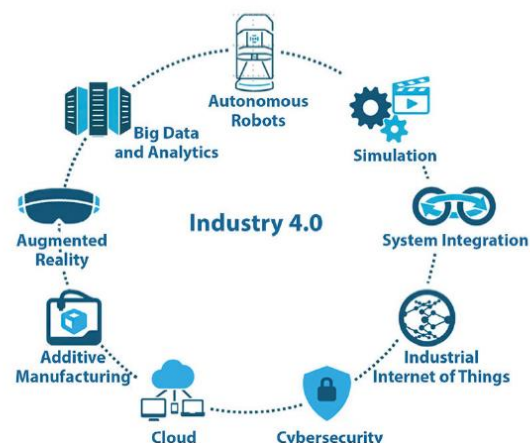 Autonomous
Robots
Big Data
and Analytics
Simulation
Industry 4.0
Augmented
Reality
System Integration
Additive
Manufacturing
Industrial
Internet of Things
Cloud
Cybersecurity